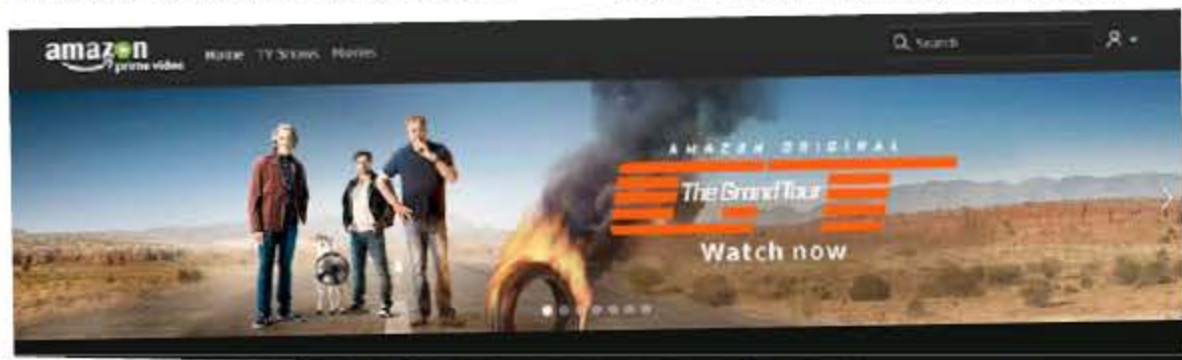 amazon
prime video
Home TV Shows Movies
Search
AMAZON ORIGINAL
The Grand Tour
Watch now